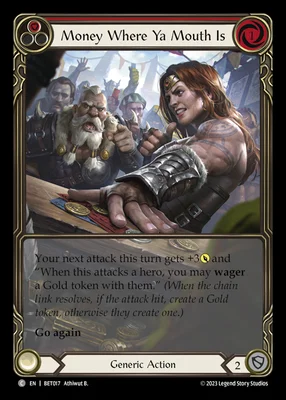 Money Where Ya Mouth Is
1
Your next attack this turn gets +3 and
"When this attacks a hero, you may wager
a Gold token with them." (When the chain
link resolves, if the attack hit, create a Gold
token, otherwise they create one.)
Go again
Generic Action
2
C EN | BET017 Athiwut B.
© 2023 Legend Story Studios